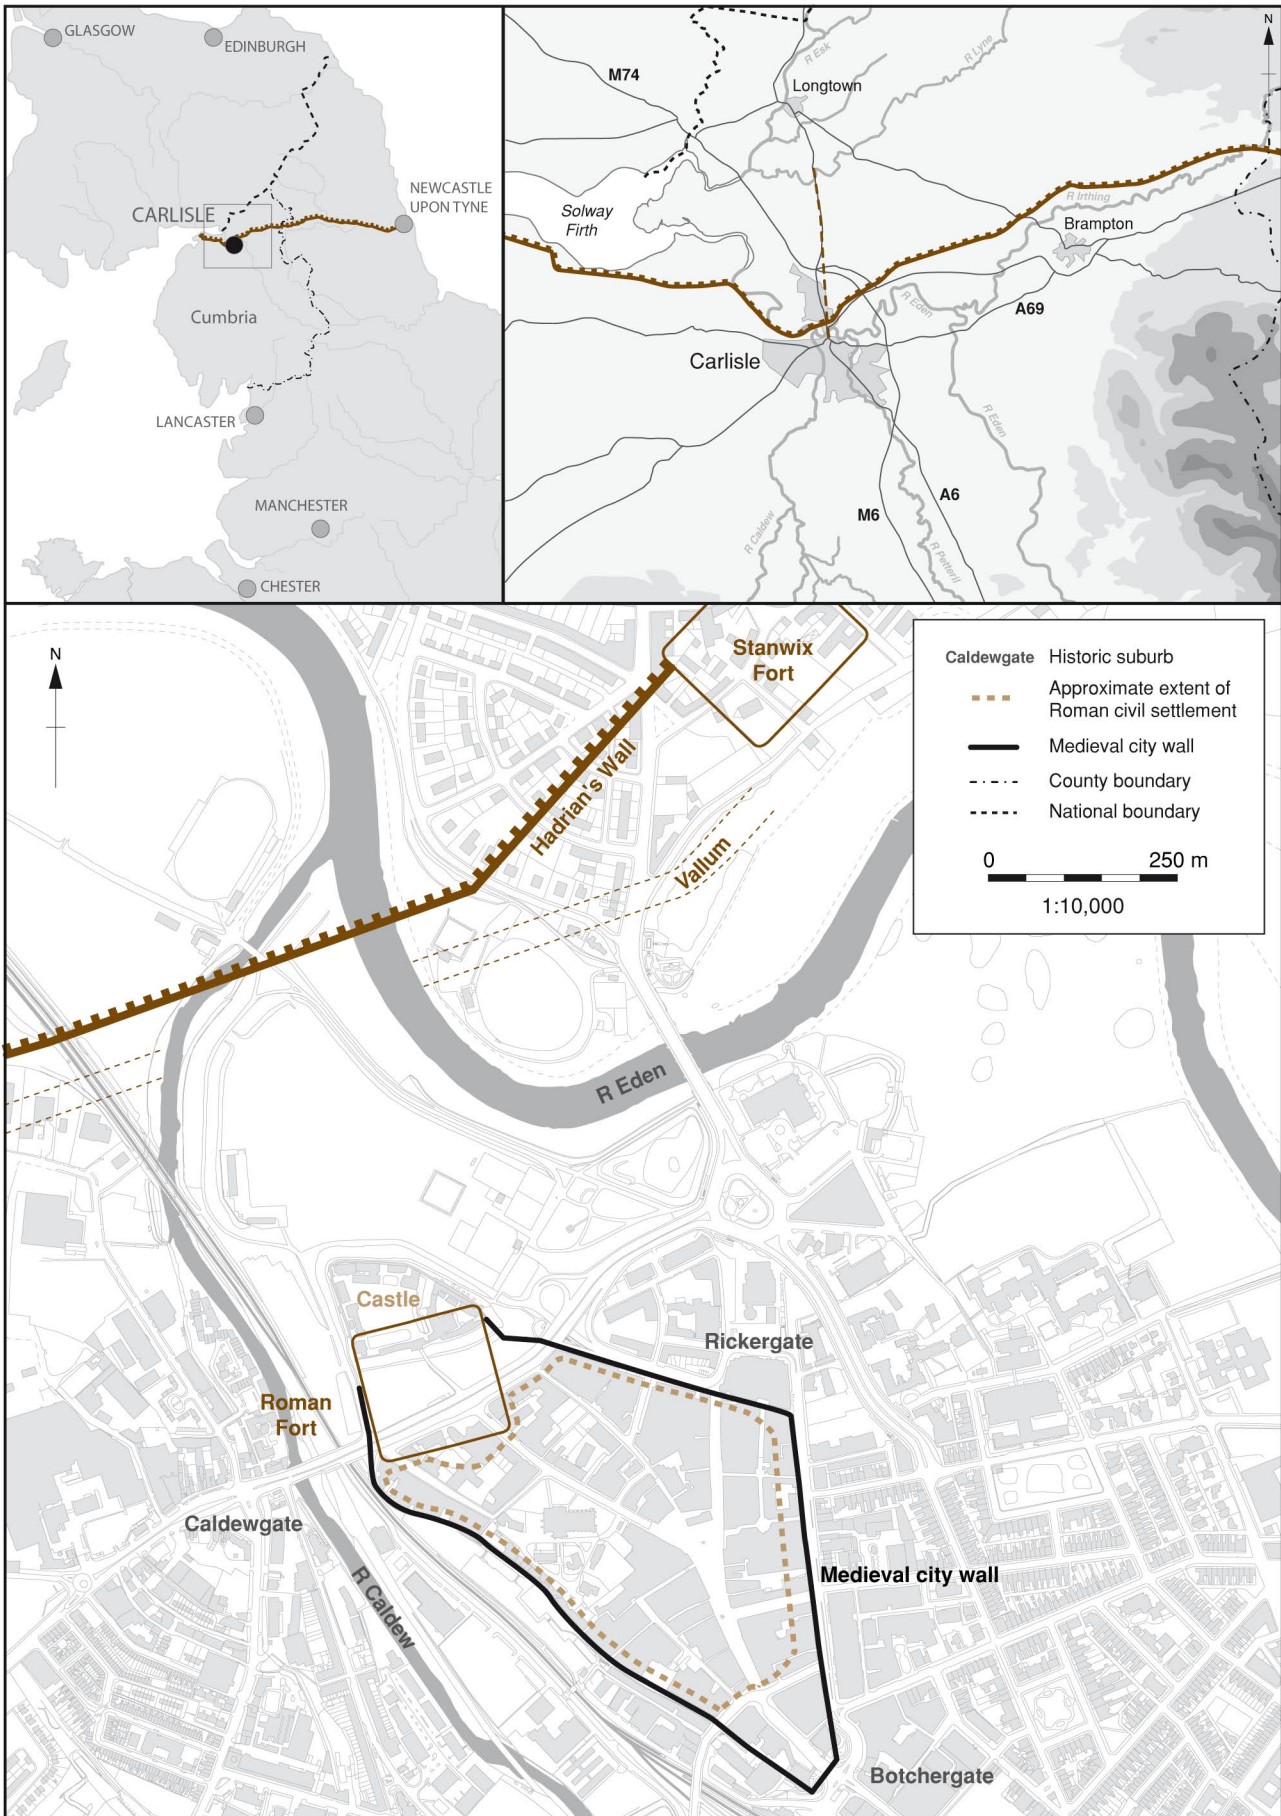 GLASGOW
EDINBURGH
CARLISLE
NEWCASTLE
UPON TYNE
Cumbria
LANCASTER
MANCHESTER
CHESTER
N
M74
R Esk
R Lyne
Longtown
Solway
Firth
R Irthing
Brampton
R Eden
A69
Carlisle
R Eden
R Caldew
M6
A6
R Petteril
N
Stanwix
Fort
Hadrian's Wall
Vallum
R Eden
Caldewgate Historic suburb
Approximate extent of
Roman civil settlement
Medieval city wall
County boundary
National boundary
0 250 m
1:10,000
Castle
Rickergate
Roman
Fort
Caldewgate
R Caldew
Medieval city wall
Botchergate